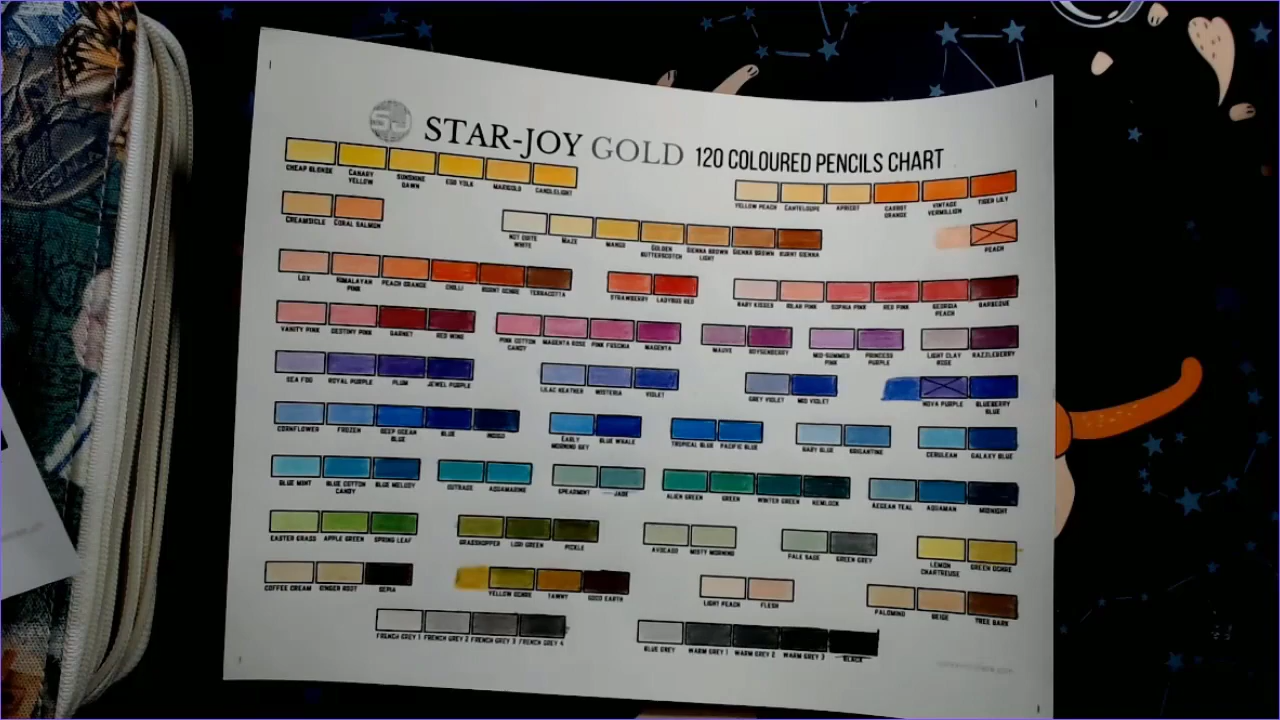 SJ STAR-JOY GOLD 120 COLOURED PENCILS CHART
CHEAP BLONDE CANARY YELLOW SUNSHINE DAWN EGG YOLK MARIGOLD CANDLELIGHT
YELLOW PEACH CANTELOUPE APRICOT CARROT ORANGE VINTAGE VERMILLION TIGER LILY
CREAMSICLE CORAL SALMON
NOT QUITE WHITE MAZE MANGO GOLDEN BUTTERSCOTCH SIENNA BROWN LIGHT SIENNA BROWN BURNT SIENNA
PEACH
LUX HIMALAYAN PINK PEACH ORANGE CHILLI BURNT OCHRE TERRACOTTA
STRAWBERRY LADYBUG RED
BABY KISSES SOLAR PINK SOPHIA PINK RED PINK GEORGIA PEACH BARBEQUE
VANITY PINK DESTINY PINK GARNET RED WINE
PINK COTTON CANDY MAGENTA ROSE PINK FUSCHIA MAGENTA
MAUVE BOYSENBERRY
MID-SUMMER PINK PRINCESS PURPLE
LIGHT CLAY ROSE RAZZLEBERRY
SEA FOG ROYAL PURPLE PLUM JEWEL PURPLE
LILAC HEATHER WISTERIA VIOLET
GREY VIOLET MID VIOLET
NOVA PURPLE BLUEBERRY BLUE
CORNFLOWER FROZEN DEEP OCEAN BLUE BLUE INDIGO
EARLY MORNING SKY BLUE WHALE
TROPICAL BLUE PACIFIC BLUE
BABY BLUE BRIGANTINE
CERULEAN GALAXY BLUE
BLUE MINT BLUE COTTON CANDY BLUE MELODY
OUTRAGE AQUAMARINE
SPEARMINT JADE
ALIEN GREEN GREEN WINTER GREEN HEMLOCK
AEGEAN TEAL AQUAMAN MIDNIGHT
EASTER GRASS APPLE GREEN SPRING LEAF
GRASSHOPPER LORI GREEN PICKLE
AVOCADO MISTY MORNING
PALE SAGE GREEN GREY
LEMON CHARTREUSE GREEN OCHRE
COFFEE CREAM GINGER ROOT SEPIA
YELLOW OCHRE TAWNY GOOD EARTH
LIGHT PEACH FLESH
PALOMINO BEIGE TREE BARK
FRENCH GREY 1 FRENCH GREY 2 FRENCH GREY 3 FRENCH GREY 4
BLUE GREY WARM GREY 1 WARM GREY 2 WARM GREY 3 BLACK